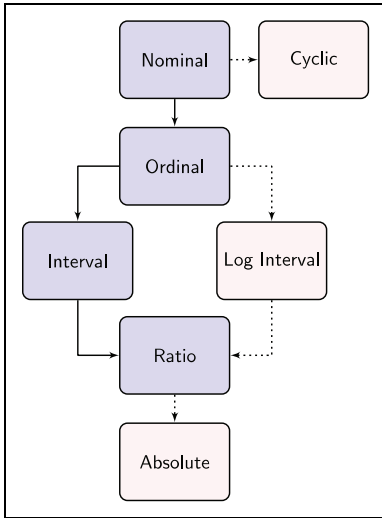 Nominal
Cyclic
Ordinal
Interval
Log Interval
Ratio
Absolute